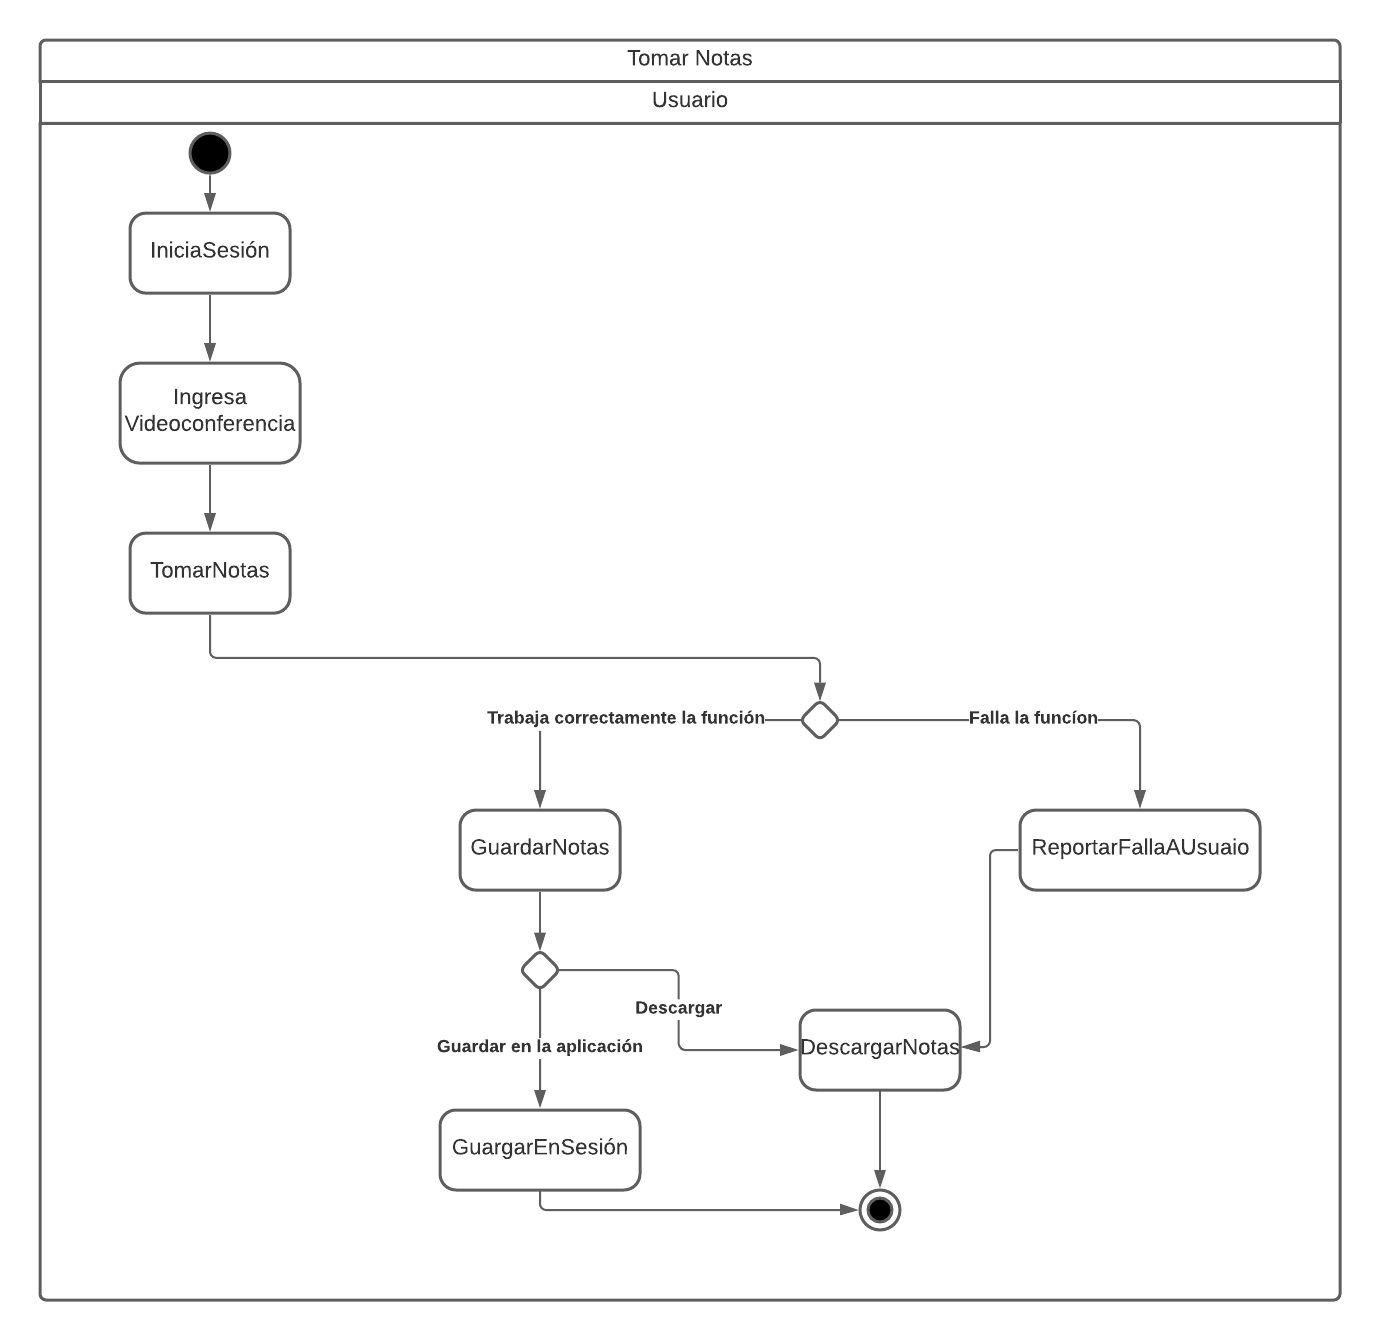 Tomar Notas
Usuario
IniciaSesión
Ingresa
Videoconferencia
TomarNotas
Trabaja correctamente la función
Falla la funcíon
GuardarNotas
ReportarFallaAUsuaio
Descargar
Guardar en la aplicación
DescargarNotas
GuargarEnSesión